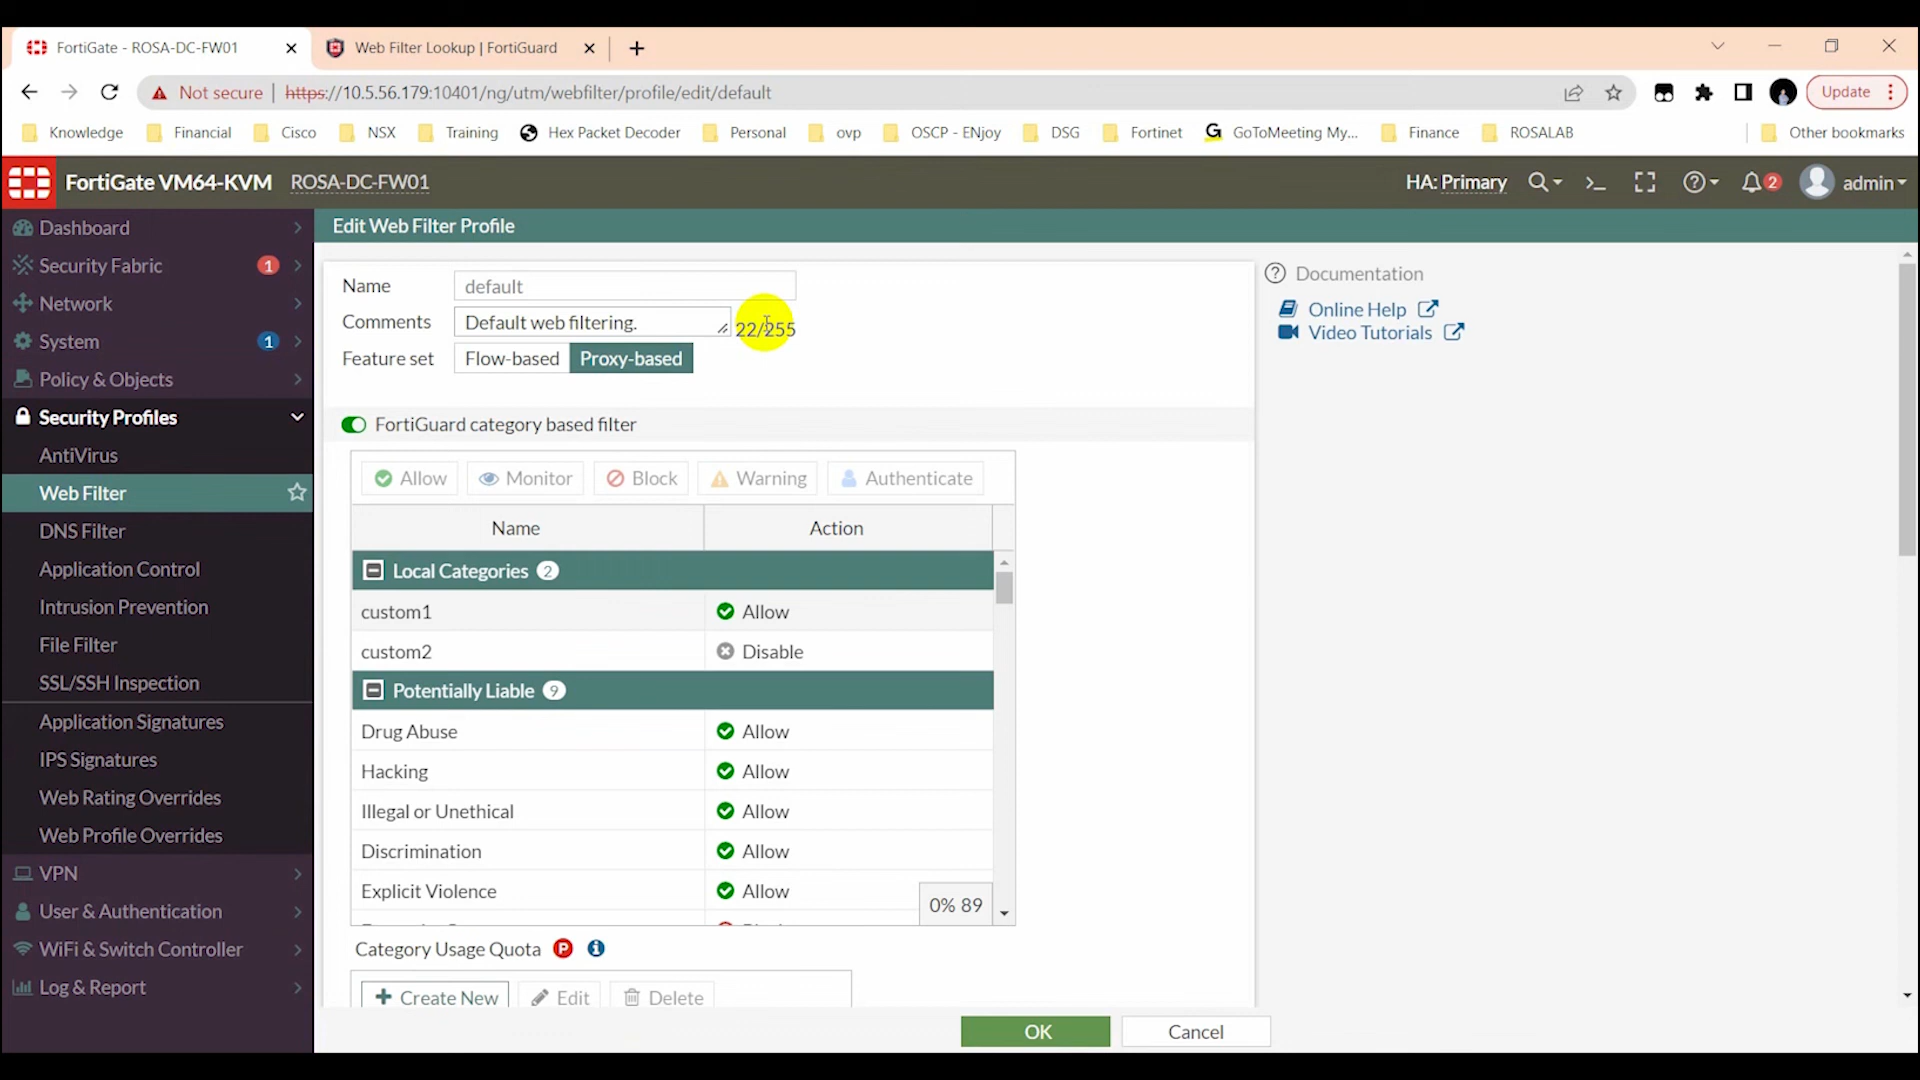 FortiGate - ROSA-DC-FW01
Web Filter Lookup | FortiGuard
Not secure | https://10.5.56.179:10401/ng/utm/webfilter/profile/edit/default
Update
Knowledge Financial Cisco NSX Training Hex Packet Decoder Personal ovp OSCP - ENjoy DSG Fortinet GoToMeeting My... Finance ROSALAB Other bookmarks
FortiGate VM64-KVM ROSA-DC-FW01 HA: Primary 2 admin
Dashboard
Security Fabric 1
Network
System 1
Policy & Objects
Security Profiles
AntiVirus
Web Filter
DNS Filter
Application Control
Intrusion Prevention
File Filter
SSL/SSH Inspection
Application Signatures
IPS Signatures
Web Rating Overrides
Web Profile Overrides
VPN
User & Authentication
WiFi & Switch Controller
Log & Report
Edit Web Filter Profile
Name default
Comments Default web filtering. 22/255
Feature set Flow-based Proxy-based
FortiGuard category based filter
Allow Monitor Block Warning Authenticate
Name Action
Local Categories 2
custom1 Allow
custom2 Disable
Potentially Liable 9
Drug Abuse Allow
Hacking Allow
Illegal or Unethical Allow
Discrimination Allow
Explicit Violence Allow
0% 89
Category Usage Quota P
Create New Edit Delete
OK Cancel
Documentation
Online Help
Video Tutorials